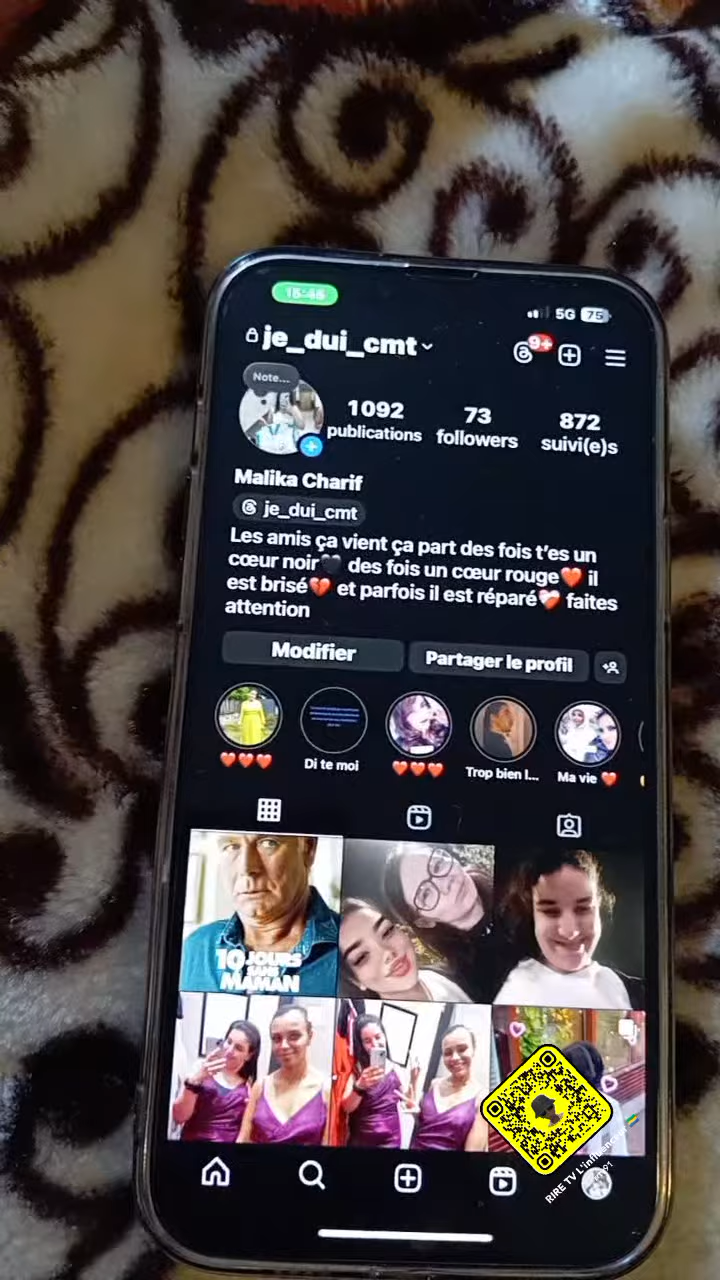 15:46
5G 75
je_dui_cmt
9+
Note...
1092 73 872
publications followers suivi(e)s
Malika Charif
je_dui_cmt
Les amis ça vient ça part des fois t'es un
cœur noir🖤 des fois un cœur rouge❤️ il
est brisé💔 et parfois il est réparé❤️‍🩹 faites
attention
Modifier Partager le profil
❤️❤️❤️ Di te moi ❤️❤️❤️ Trop bien l... Ma vie ❤️
10 JOURS
SANS
MAMAN
RIRE TV L'influenceur